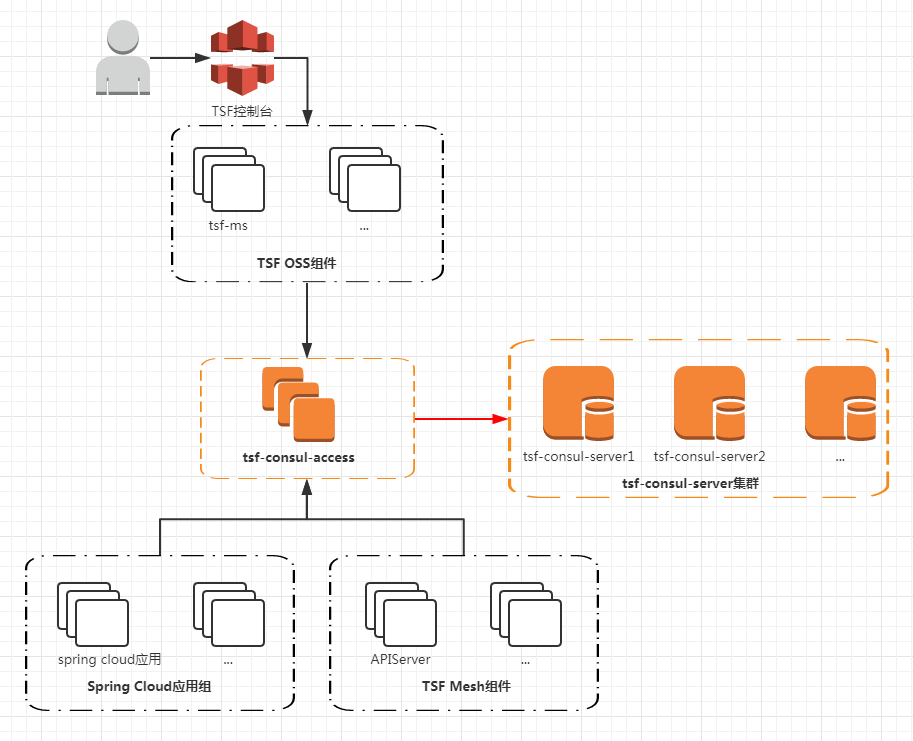 TSF控制台
tsf-ms
...
TSF OSS组件
tsf-consul-access
tsf-consul-server1
tsf-consul-server2
...
tsf-consul-server集群
spring cloud应用
...
Spring Cloud应用组
APIServer
...
TSF Mesh组件